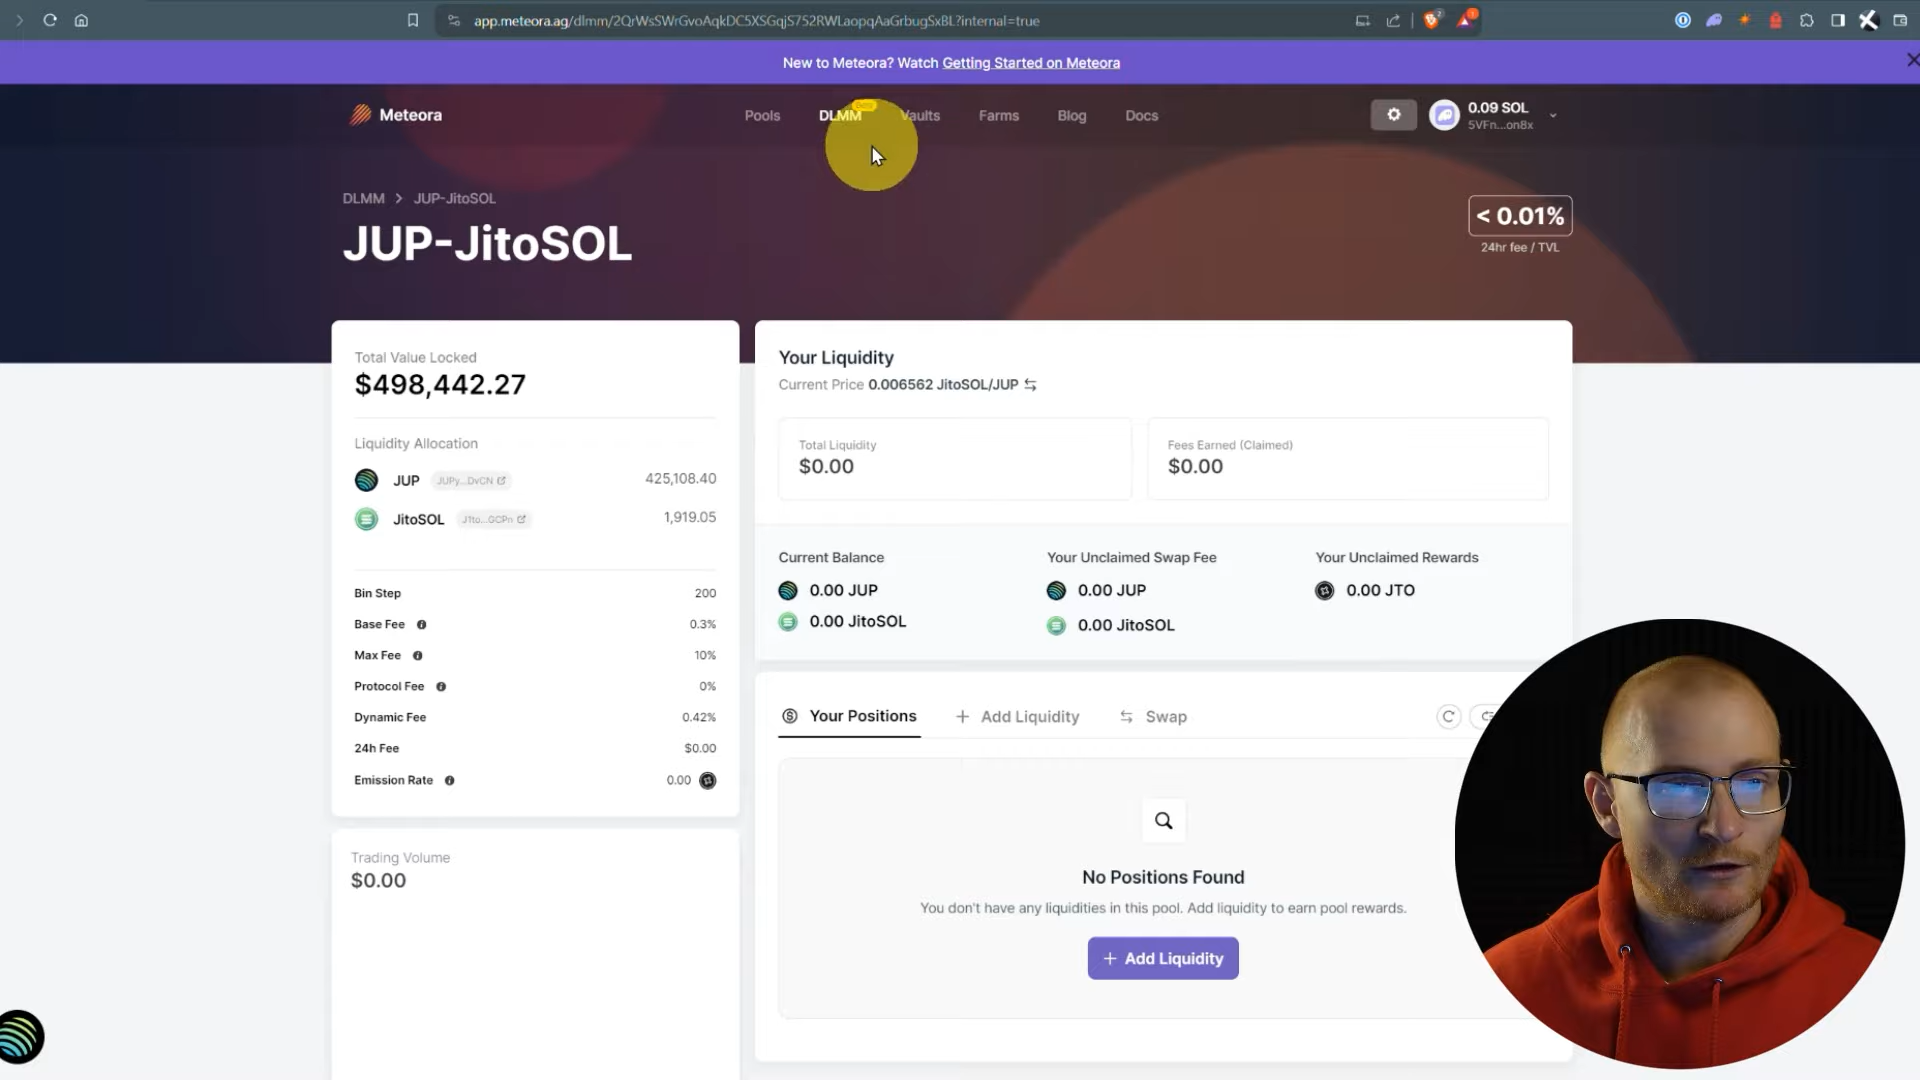 app.meteora.ag/dlmm/2QrWsSWrGvoAqkDC5XSGqjS752RWLaopqAaGrbugSxBL?internal=true
New to Meteora? Watch Getting Started on Meteora
Meteora
Pools
DLMM
Beta
Vaults
Farms
Blog
Docs
0.09 SOL
5VFn...on8x
DLMM > JUP-JitoSOL
JUP-JitoSOL
< 0.01%
24hr fee / TVL
Total Value Locked
$498,442.27
Liquidity Allocation
JUP JUPy...DvCN 425,108.40
JitoSOL J1to...GCPn 1,919.05
Bin Step 200
Base Fee 0.3%
Max Fee 10%
Protocol Fee 0%
Dynamic Fee 0.42%
24h Fee $0.00
Emission Rate 0.00
Trading Volume
$0.00
Your Liquidity
Current Price 0.006562 JitoSOL/JUP
Total Liquidity
$0.00
Fees Earned (Claimed)
$0.00
Current Balance
0.00 JUP
0.00 JitoSOL
Your Unclaimed Swap Fee
0.00 JUP
0.00 JitoSOL
Your Unclaimed Rewards
0.00 JTO
Your Positions
+ Add Liquidity
Swap
No Positions Found
You don't have any liquidities in this pool. Add liquidity to earn pool rewards.
+ Add Liquidity